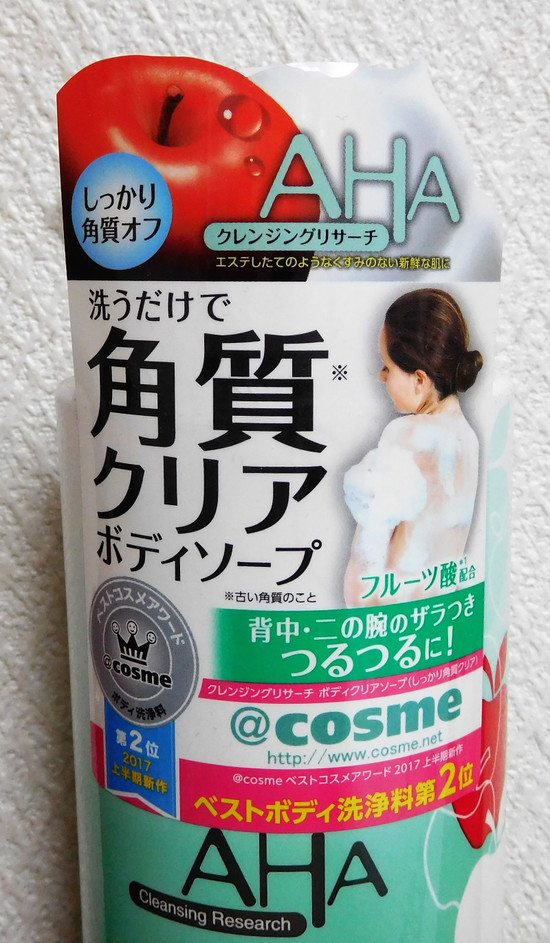 しっかり
角質オフ
AHA
クレンジングリサーチ
エステしたてのようなくすみのない新鮮な肌に
洗うだけで
角質※
クリア
ボディソープ
※古い角質のこと
フルーツ酸※1配合
背中・二の腕のザラつき
つるつるに!
ベストコスメアワード
@cosme
ボディ洗浄料
第2位
2017
上半期新作
クレンジングリサーチ ボディクリアソープ(しっかり角質クリア)
@cosme
http://www.cosme.net
@cosme ベストコスメアワード 2017 上半期新作
ベストボディ洗浄料第2位
AHA
Cleansing Research